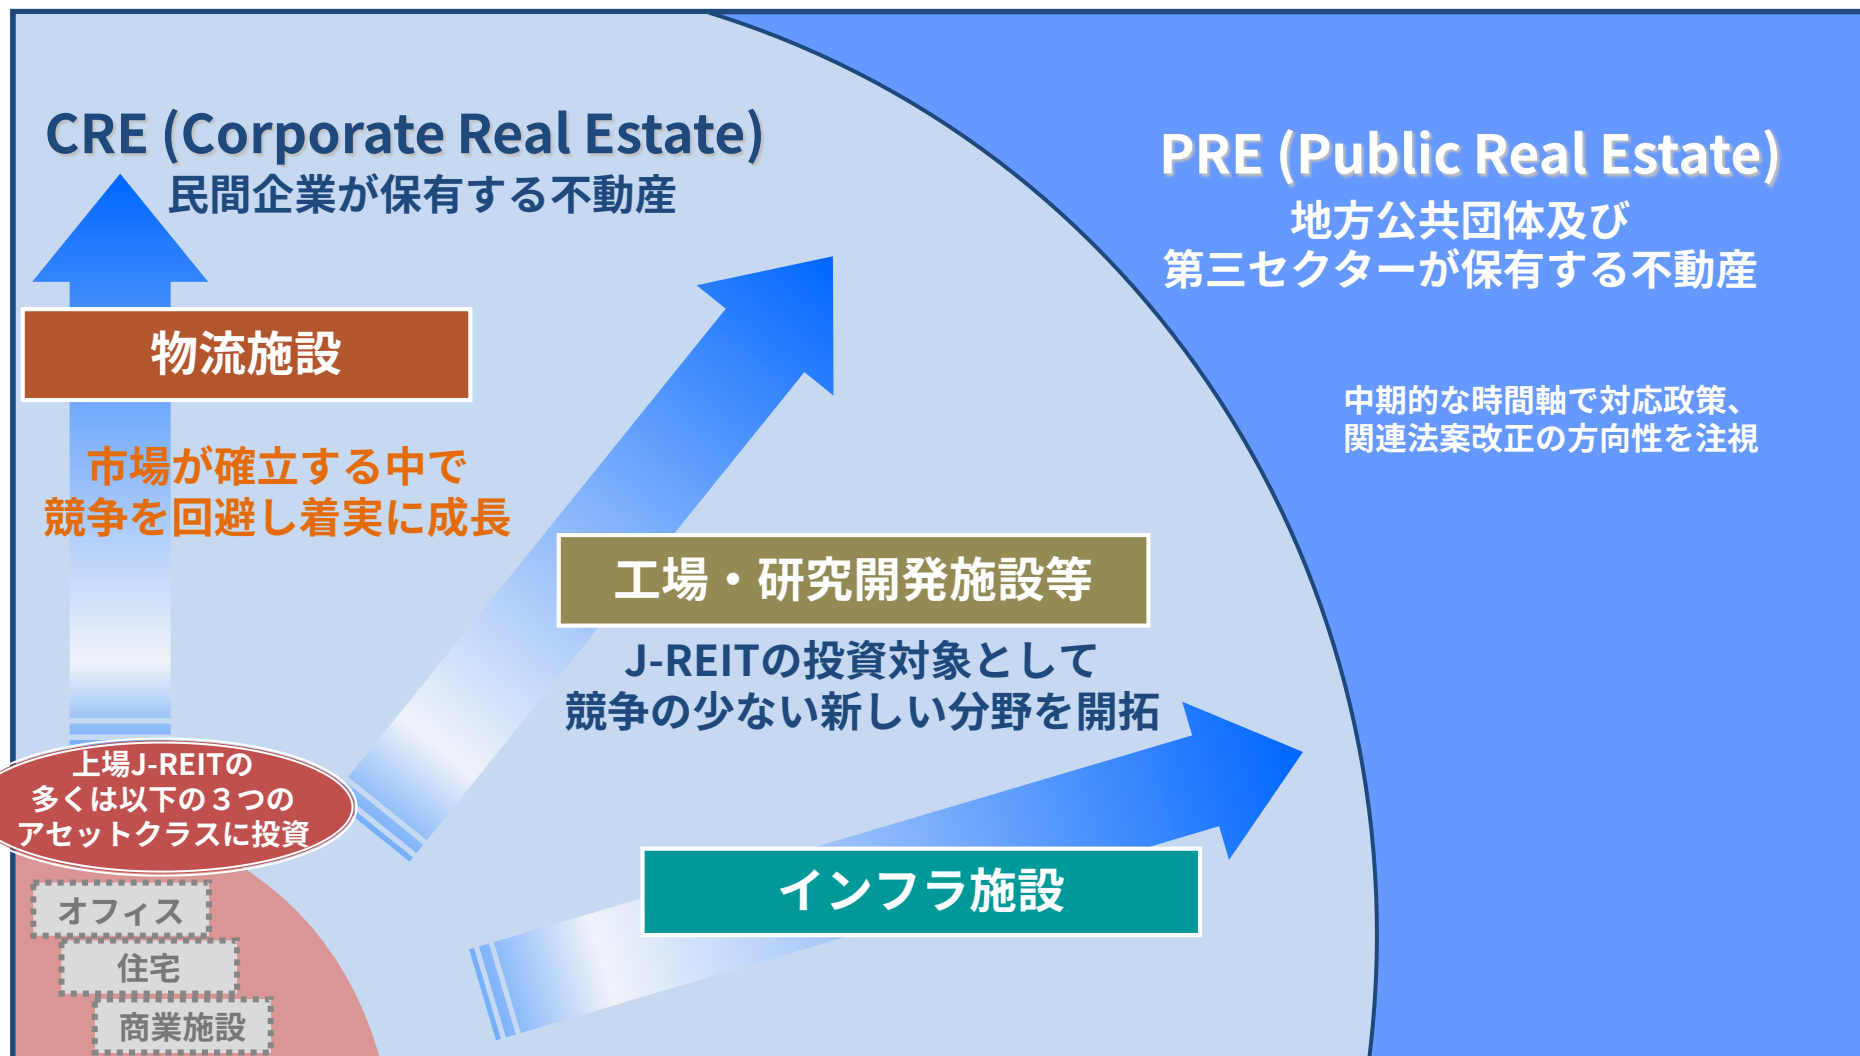 CRE (Corporate Real Estate)
民間企業が保有する不動産
PRE (Public Real Estate)
地方公共団体及び
第三セクターが保有する不動産
中期的な時間軸で対応政策、
関連法案改正の方向性を注視
物流施設
市場が確立する中で
競争を回避し着実に成長
工場・研究開発施設等
J-REITの投資対象として
競争の少ない新しい分野を開拓
インフラ施設
上場J-REITの
多くは以下の３つの
アセットクラスに投資
オフィス
住宅
商業施設